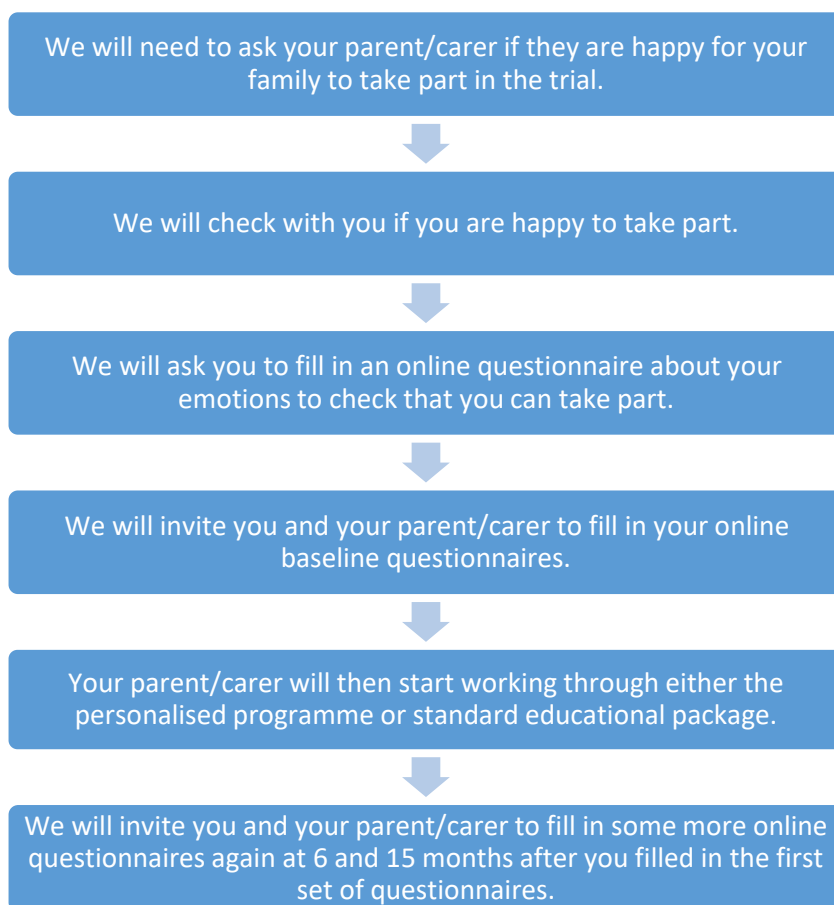 We will need to ask your parent/carer if they are happy for your
family to take part in the trial.
We will check with you if you are happy to take part.
We will ask you to fill in an online questionnaire about your
emotions to check that you can take part.
We will invite you and your parent/carer to fill in your online
baseline questionnaires.
Your parent/carer will then start working through either the
personalised programme or standard educational package.
We will invite you and your parent/carer to fill in some more online
questionnaires again at 6 and 15 months after you filled in the first
set of questionnaires.